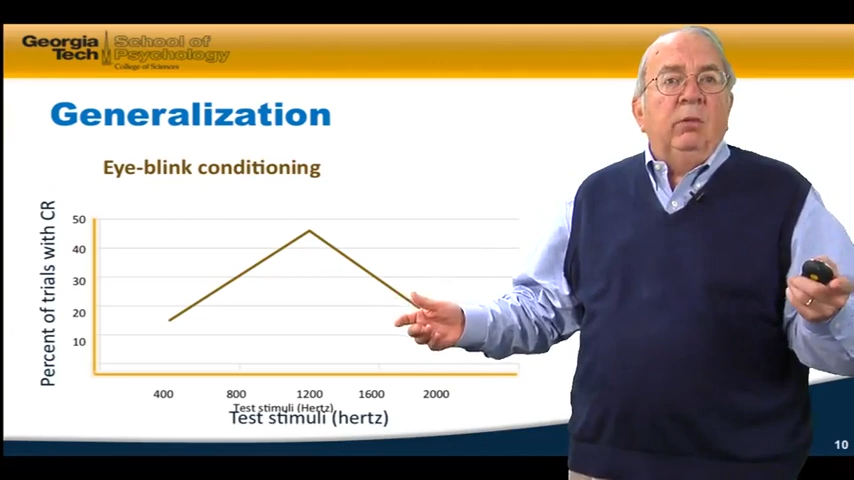 Georgia Tech
School of Psychology
College of Sciences
Generalization
Eye-blink conditioning
Percent of trials with CR
50
40
30
20
10
400 800 1200 1600 2000
Test stimuli (Hertz)
Test stimuli (hertz)
10